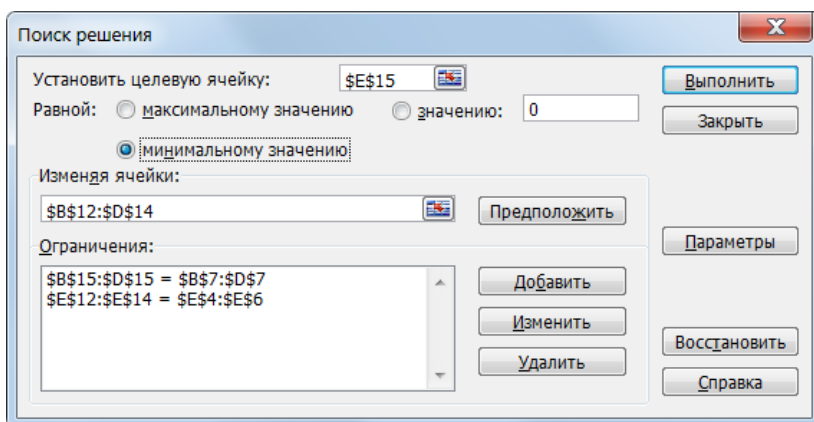 Поиск решения
Установить целевую ячейку: $E$15
Выполнить
Равной: максимальному значению значению: 0
Закрыть
минимальному значению
Изменяя ячейки:
$B$12:$D$14
Предположить
Параметры
Ограничения:
$B$15:$D$15 = $B$7:$D$7
$E$12:$E$14 = $E$4:$E$6
Добавить
Изменить
Удалить
Восстановить
Справка